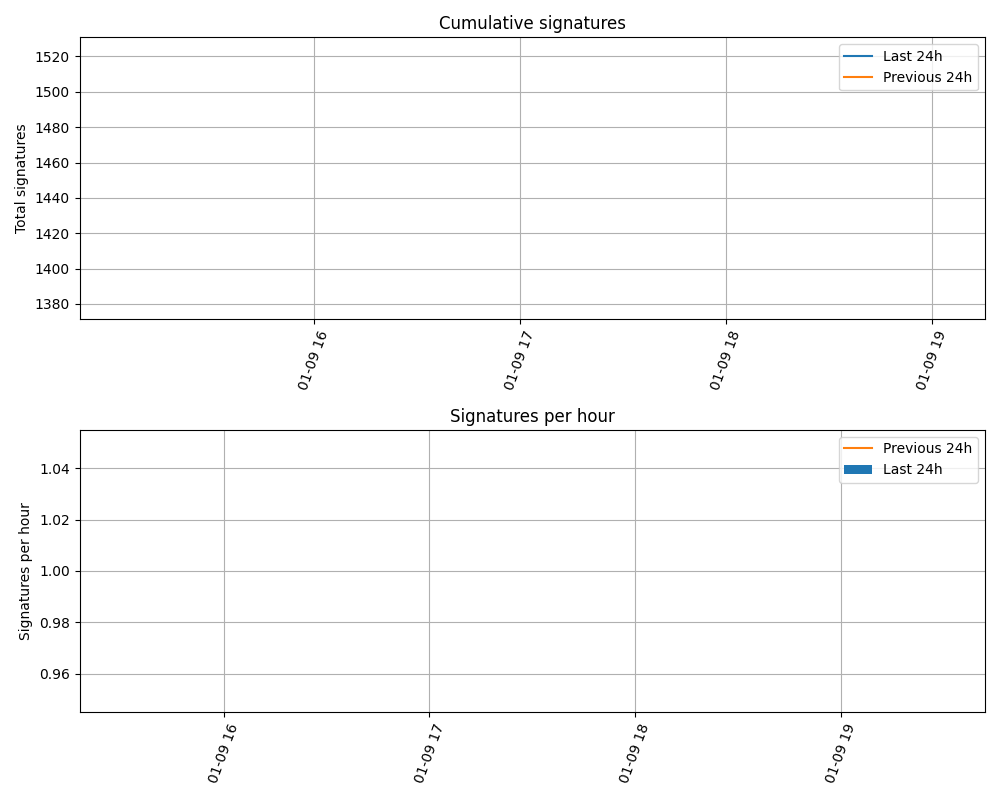 Cumulative signatures
Last 24h
Previous 24h
Total signatures
1520
1500
1480
1460
1440
1420
1400
1380
01-09 16
01-09 17
01-09 18
01-09 19
Signatures per hour
Previous 24h
Last 24h
Signatures per hour
1.04
1.02
1.00
0.98
0.96
01-09 16
01-09 17
01-09 18
01-09 19